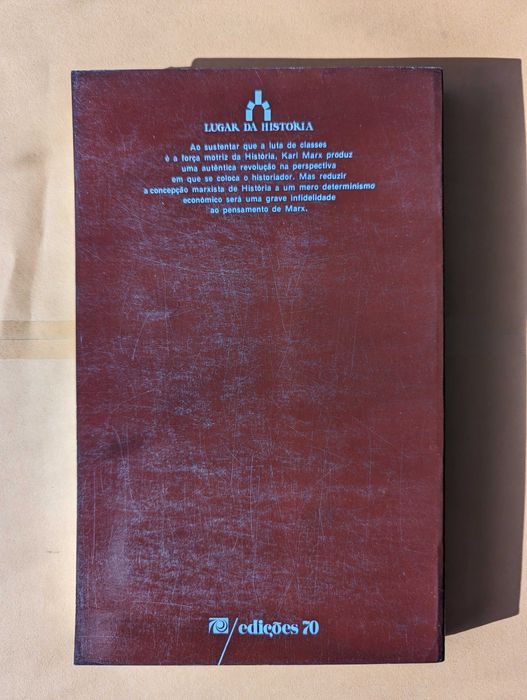 LUGAR DA HISTÓRIA
Ao sustentar que a luta de classes
é a força motriz da História, Karl Marx produz
uma autêntica revolução na perspectiva
em que se coloca o historiador. Mas reduzir
a concepção marxista de História a um mero determinismo
económico será uma grave infidelidade
ao pensamento de Marx.
70/edições 70